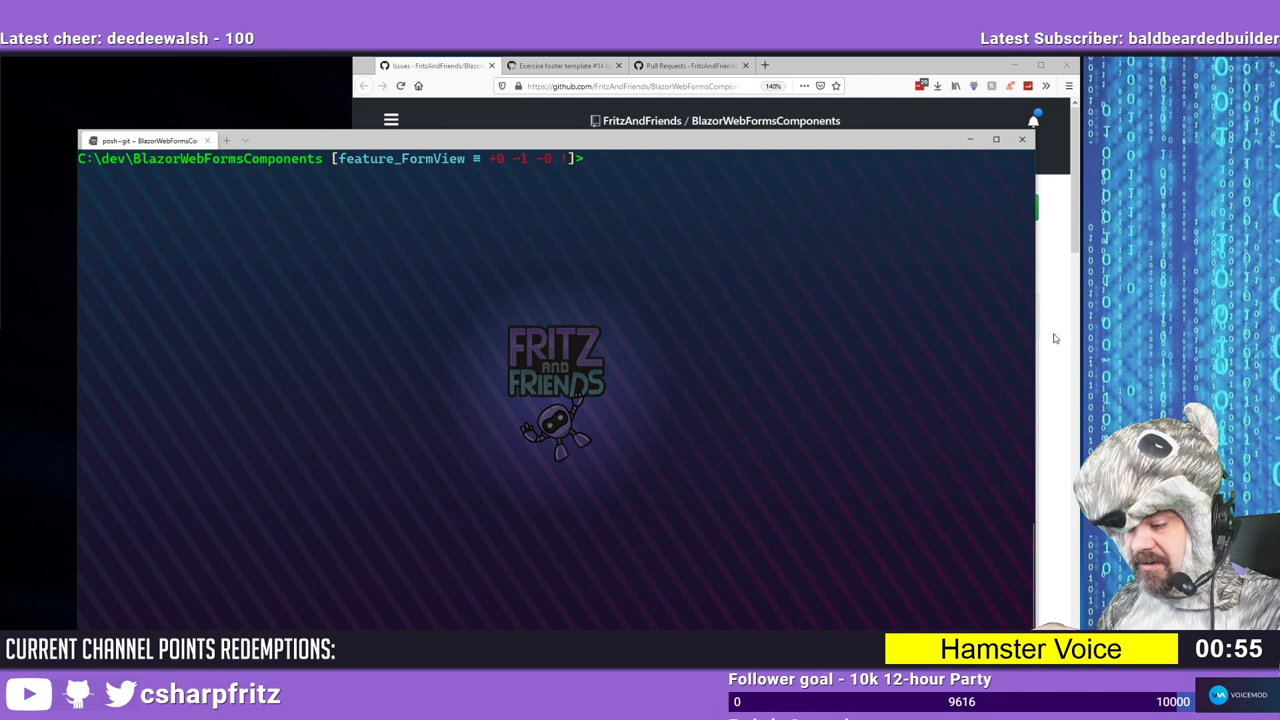 Latest cheer: deedeewalsh - 100
Latest Subscriber: baldbeardedbuilder
Issues - FritzAndFriends/Blazor
Exercise footer template #14 b
Pull Requests - FritzAndFriend
https://github.com/FritzAndFriends/BlazorWebFormsCompon
140%
FritzAndFriends / BlazorWebFormsComponents
posh~git ~ BlazorWebFormsCo
C:\dev\BlazorWebFormsComponents [feature_FormView ≡ +0 ~1 -0 !]>
FRITZ
AND
FRIENDS
CURRENT CHANNEL POINTS REDEMPTIONS:
Hamster Voice
00:55
csharpfritz
Follower goal - 10k 12-hour Party
0 9616 10000
VOICEMOD